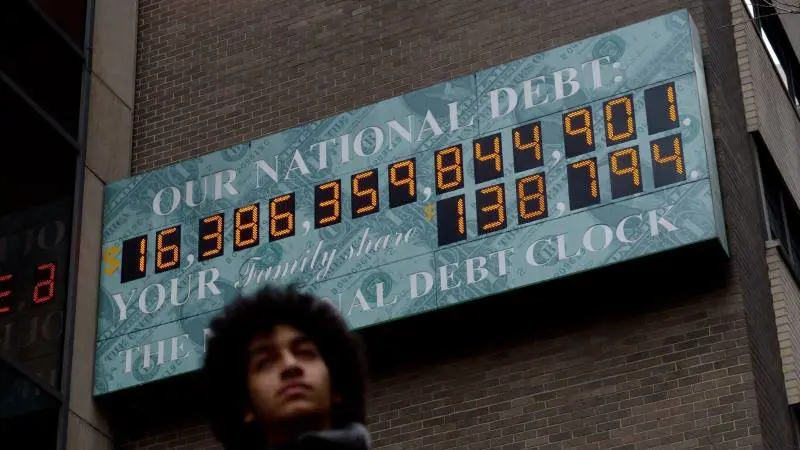 OUR NATIONAL DEBT:
$16,386,359,844,901.
YOUR Family share $138,794.
THE NATIONAL DEBT CLOCK